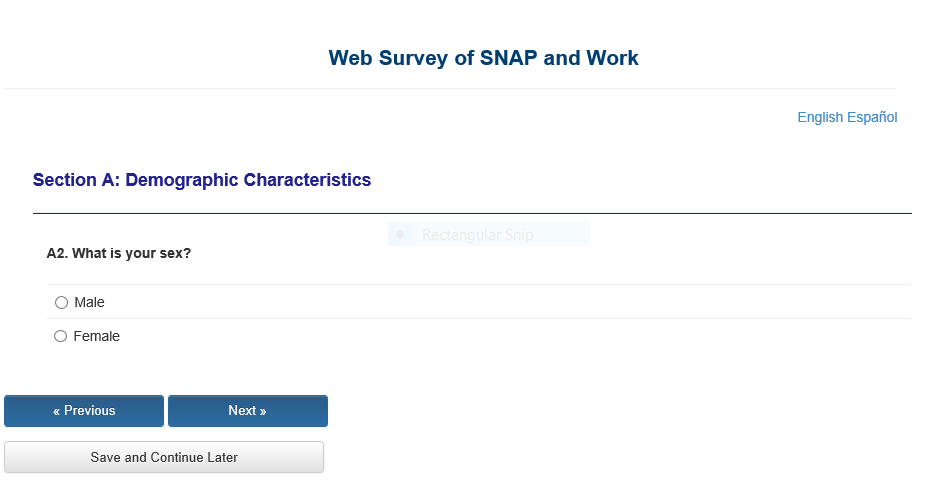 Web Survey of SNAP and Work
English Español
Section A: Demographic Characteristics
Rectangular Snip
A2. What is your sex?
Male
Female
« Previous
Next »
Save and Continue Later